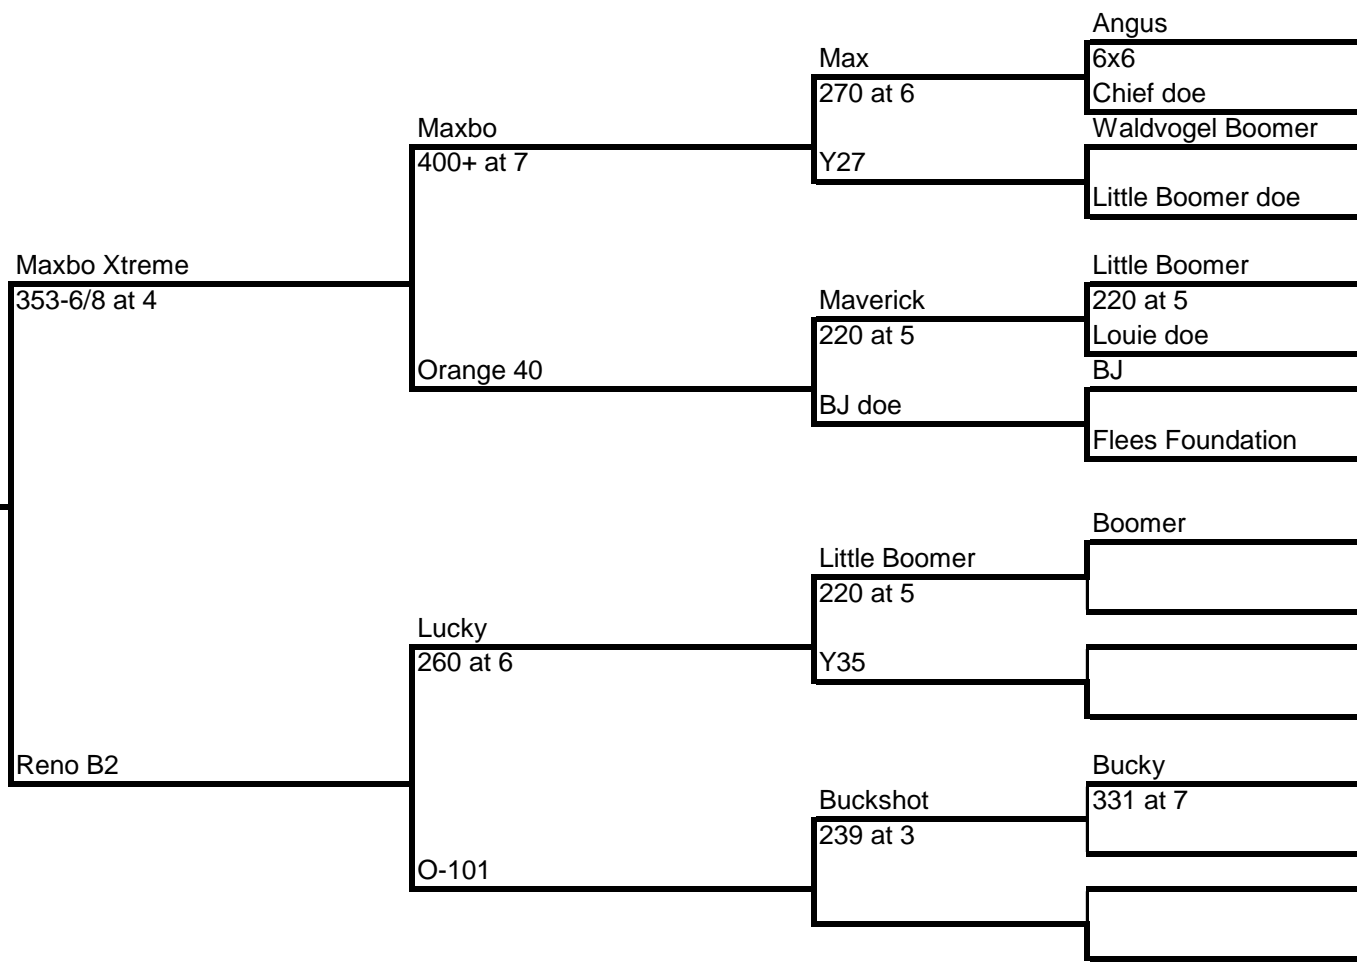 Angus
Max
6x6
270 at 6
Chief doe
Maxbo
Waldvogel Boomer
400+ at 7
Y27
Little Boomer doe
Maxbo Xtreme
Little Boomer
353-6/8 at 4
Maverick
220 at 5
220 at 5
Louie doe
Orange 40
BJ
BJ doe
Flees Foundation
Boomer
Little Boomer
220 at 5
Lucky
260 at 6
Y35
Reno B2
Bucky
Buckshot
331 at 7
239 at 3
O-101